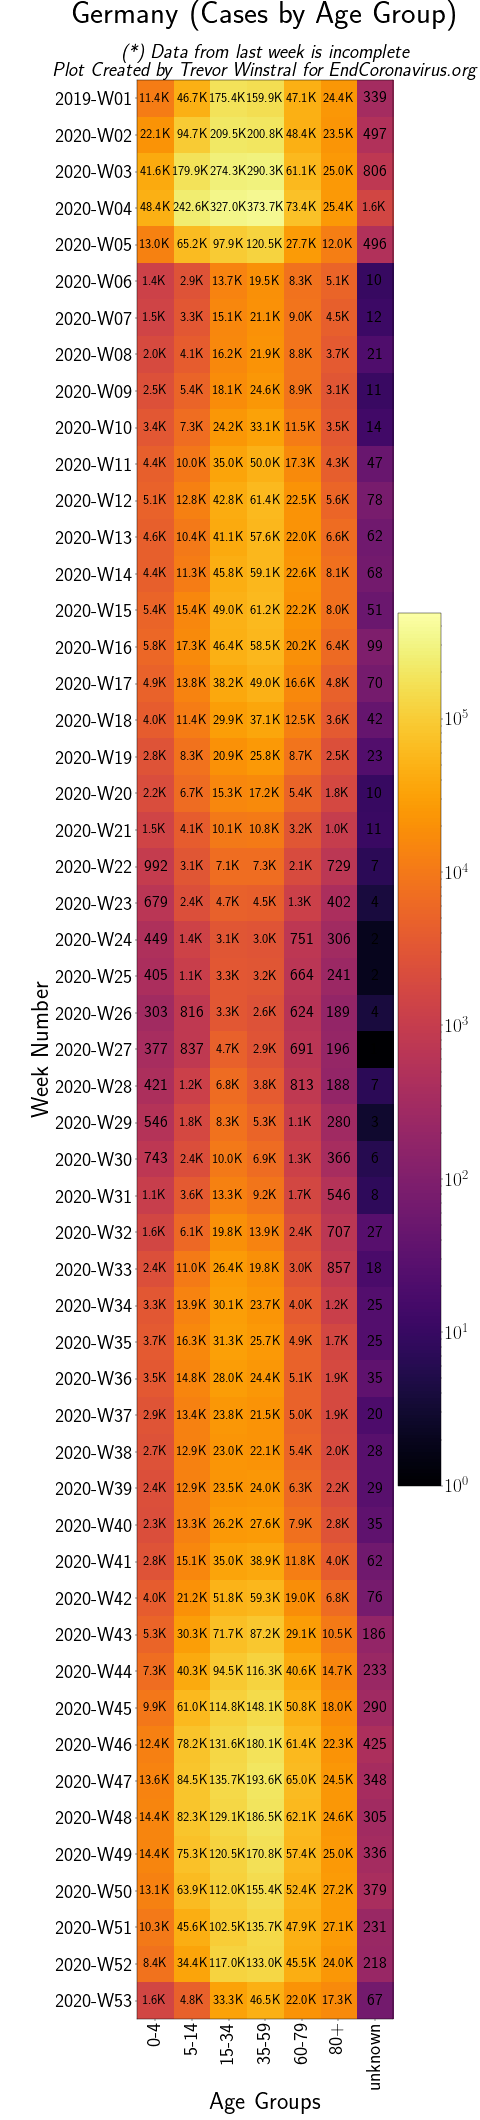 Germany (Cases by Age Group)
(*) Data from last week is incomplete
Plot Created by Trevor Winstral for EndCoronavirus.org
2019-W01 11.4K 46.7K 175.4K 159.9K 47.1K 24.4K 339
2020-W02 22.1K 94.7K 209.5K 200.8K 48.4K 23.5K 497
2020-W03 41.6K 179.9K 274.3K 290.3K 61.1K 25.0K 806
2020-W04 48.4K 242.6K 327.0K 373.7K 73.4K 25.4K 1.6K
2020-W05 13.0K 65.2K 97.9K 120.5K 27.7K 12.0K 496
2020-W06 1.4K 2.9K 13.7K 19.5K 8.3K 5.1K 10
2020-W07 1.5K 3.3K 15.1K 21.1K 9.0K 4.5K 12
2020-W08 2.0K 4.1K 16.2K 21.9K 8.8K 3.7K 21
2020-W09 2.5K 5.4K 18.1K 24.6K 8.9K 3.1K 11
2020-W10 3.4K 7.3K 24.2K 33.1K 11.5K 3.5K 14
2020-W11 4.4K 10.0K 35.0K 50.0K 17.3K 4.3K 47
2020-W12 5.1K 12.8K 42.8K 61.4K 22.5K 5.6K 78
2020-W13 4.6K 10.4K 41.1K 57.6K 22.0K 6.6K 62
2020-W14 4.4K 11.3K 45.8K 59.1K 22.6K 8.1K 68
2020-W15 5.4K 15.4K 49.0K 61.2K 22.2K 8.0K 51
2020-W16 5.8K 17.3K 46.4K 58.5K 20.2K 6.4K 99
2020-W17 4.9K 13.8K 38.2K 49.0K 16.6K 4.8K 70
2020-W18 4.0K 11.4K 29.9K 37.1K 12.5K 3.6K 42
2020-W19 2.8K 8.3K 20.9K 25.8K 8.7K 2.5K 23
2020-W20 2.2K 6.7K 15.3K 17.2K 5.4K 1.8K 10
2020-W21 1.5K 4.1K 10.1K 10.8K 3.2K 1.0K 11
2020-W22 992 3.1K 7.1K 7.3K 2.1K 729 7
2020-W23 679 2.4K 4.7K 4.5K 1.3K 402 4
2020-W24 449 1.4K 3.1K 3.0K 751 306 2
2020-W25 405 1.1K 3.3K 3.2K 664 241 2
2020-W26 303 816 3.3K 2.6K 624 189 4
2020-W27 377 837 4.7K 2.9K 691 196
2020-W28 421 1.2K 6.8K 3.8K 813 188 7
2020-W29 546 1.8K 8.3K 5.3K 1.1K 280 3
2020-W30 743 2.4K 10.0K 6.9K 1.3K 366 6
2020-W31 1.1K 3.6K 13.3K 9.2K 1.7K 546 8
2020-W32 1.6K 6.1K 19.8K 13.9K 2.4K 707 27
2020-W33 2.4K 11.0K 26.4K 19.8K 3.0K 857 18
2020-W34 3.3K 13.9K 30.1K 23.7K 4.0K 1.2K 25
2020-W35 3.7K 16.3K 31.3K 25.7K 4.9K 1.7K 25
2020-W36 3.5K 14.8K 28.0K 24.4K 5.1K 1.9K 35
2020-W37 2.9K 13.4K 23.8K 21.5K 5.0K 1.9K 20
2020-W38 2.7K 12.9K 23.0K 22.1K 5.4K 2.0K 28
2020-W39 2.4K 12.9K 23.5K 24.0K 6.3K 2.2K 29
2020-W40 2.3K 13.3K 26.2K 27.6K 7.9K 2.8K 35
2020-W41 2.8K 15.1K 35.0K 38.9K 11.8K 4.0K 62
2020-W42 4.0K 21.2K 51.8K 59.3K 19.0K 6.8K 76
2020-W43 5.3K 30.3K 71.7K 87.2K 29.1K 10.5K 186
2020-W44 7.3K 40.3K 94.5K 116.3K 40.6K 14.7K 233
2020-W45 9.9K 61.0K 114.8K 148.1K 50.8K 18.0K 290
2020-W46 12.4K 78.2K 131.6K 180.1K 61.4K 22.3K 425
2020-W47 13.6K 84.5K 135.7K 193.6K 65.0K 24.5K 348
2020-W48 14.4K 82.3K 129.1K 186.5K 62.1K 24.6K 305
2020-W49 14.4K 75.3K 120.5K 170.8K 57.4K 25.0K 336
2020-W50 13.1K 63.9K 112.0K 155.4K 52.4K 27.2K 379
2020-W51 10.3K 45.6K 102.5K 135.7K 47.9K 27.1K 231
2020-W52 8.4K 34.4K 117.0K 133.0K 45.5K 24.0K 218
2020-W53 1.6K 4.8K 33.3K 46.5K 22.0K 17.3K 67
0-4 5-14 15-34 35-59 60-79 80+ unknown
Age Groups
Week Number
10^5
10^4
10^3
10^2
10^1
10^0